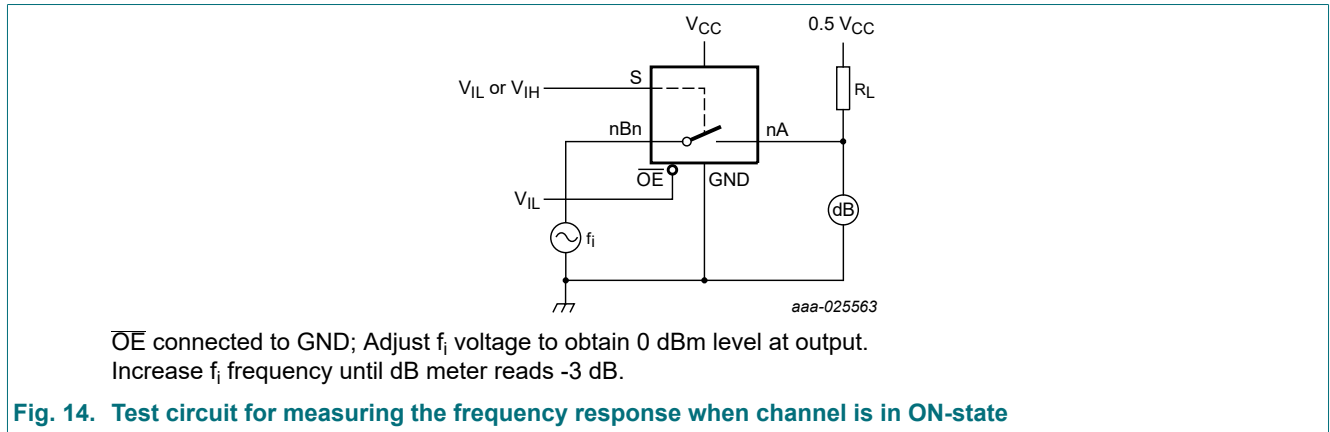 VCC
0.5 VCC
S
VIL or VIH
RL
nBn
nA
OE
GND
VIL
dB
fi
aaa-025563
OE connected to GND; Adjust fi voltage to obtain 0 dBm level at output.
Increase fi frequency until dB meter reads -3 dB.
Fig. 14. Test circuit for measuring the frequency response when channel is in ON-state